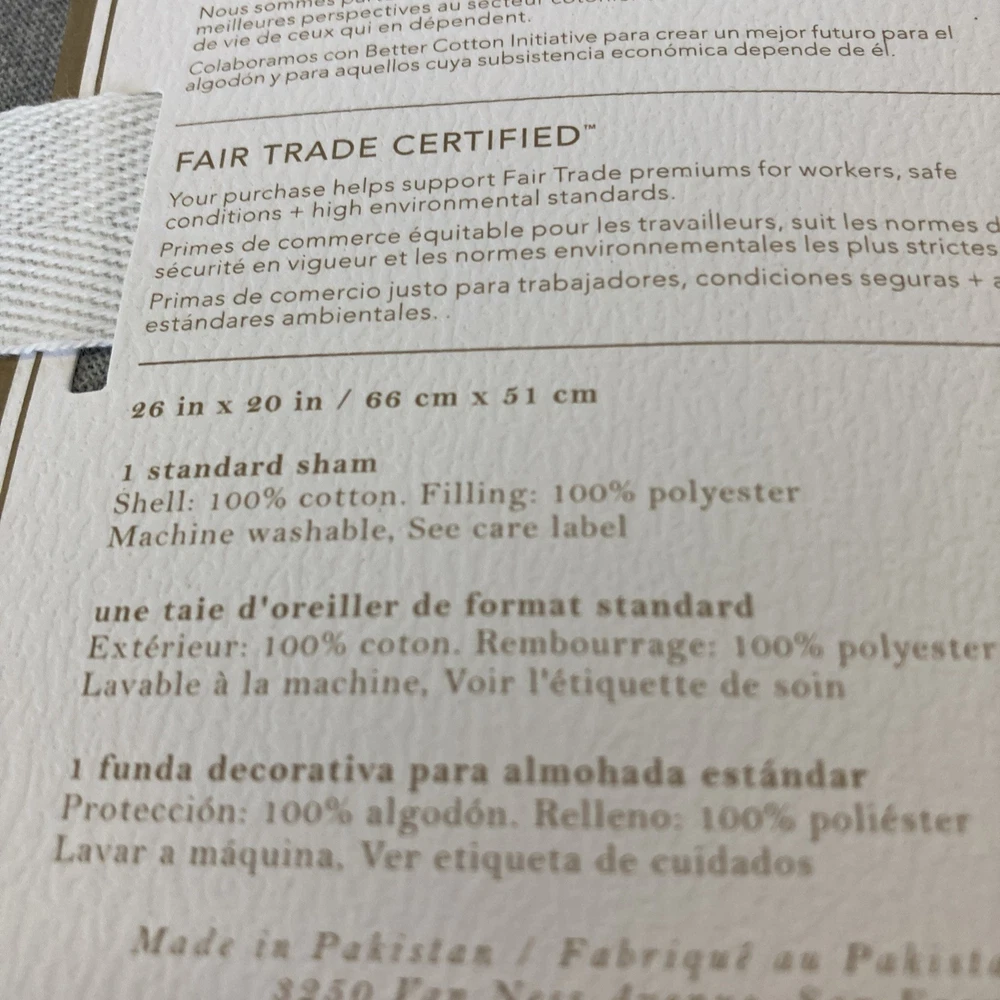 Nous sommes
meilleures perspectives au secteur
de vie de ceux qui en dépendent.
Colaboramos con Better Cotton Initiative para crear un mejor futuro para el
algodón y para aquellos cuya subsistencia económica depende de él.
FAIR TRADE CERTIFIED™
Your purchase helps support Fair Trade premiums for workers, safe
conditions + high environmental standards.
Primes de commerce équitable pour les travailleurs, suit les normes d
sécurité en vigueur et les normes environnementales les plus strictes
Primas de comercio justo para trabajadores, condiciones seguras + a
estándares ambientales. .
26 in x 20 in / 66 cm x 51 cm
1 standard sham
Shell: 100% cotton. Filling: 100% polyester
Machine washable, See care label
une taie d'oreiller de format standard
Extérieur: 100% coton. Rembourrage: 100% polyester
Lavable à la machine, Voir l'étiquette de soin
1 funda decorativa para almohada estándar
Protección: 100% algodón. Relleno: 100% poliéster
Lavar a máquina, Ver etiqueta de cuidados
Made in Pakistan / Fabriqué au Pakista
3250 Van Ness Avenue